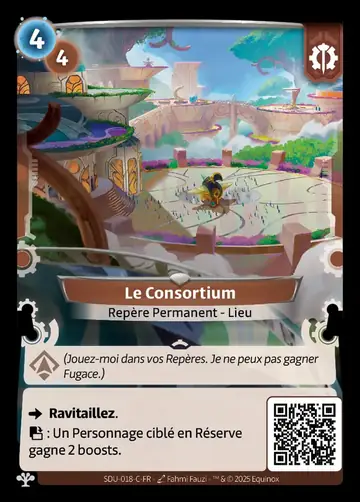 4
4
Le Consortium
Repère Permanent - Lieu
(Jouez-moi dans vos Repères. Je ne peux pas gagner
Fugace.)
Ravitaillez.
: Un Personnage ciblé en Réserve
gagne 2 boosts.
SDU-018-C-FR - Fahmi Fauzi - ™ & © 2025 Equinox